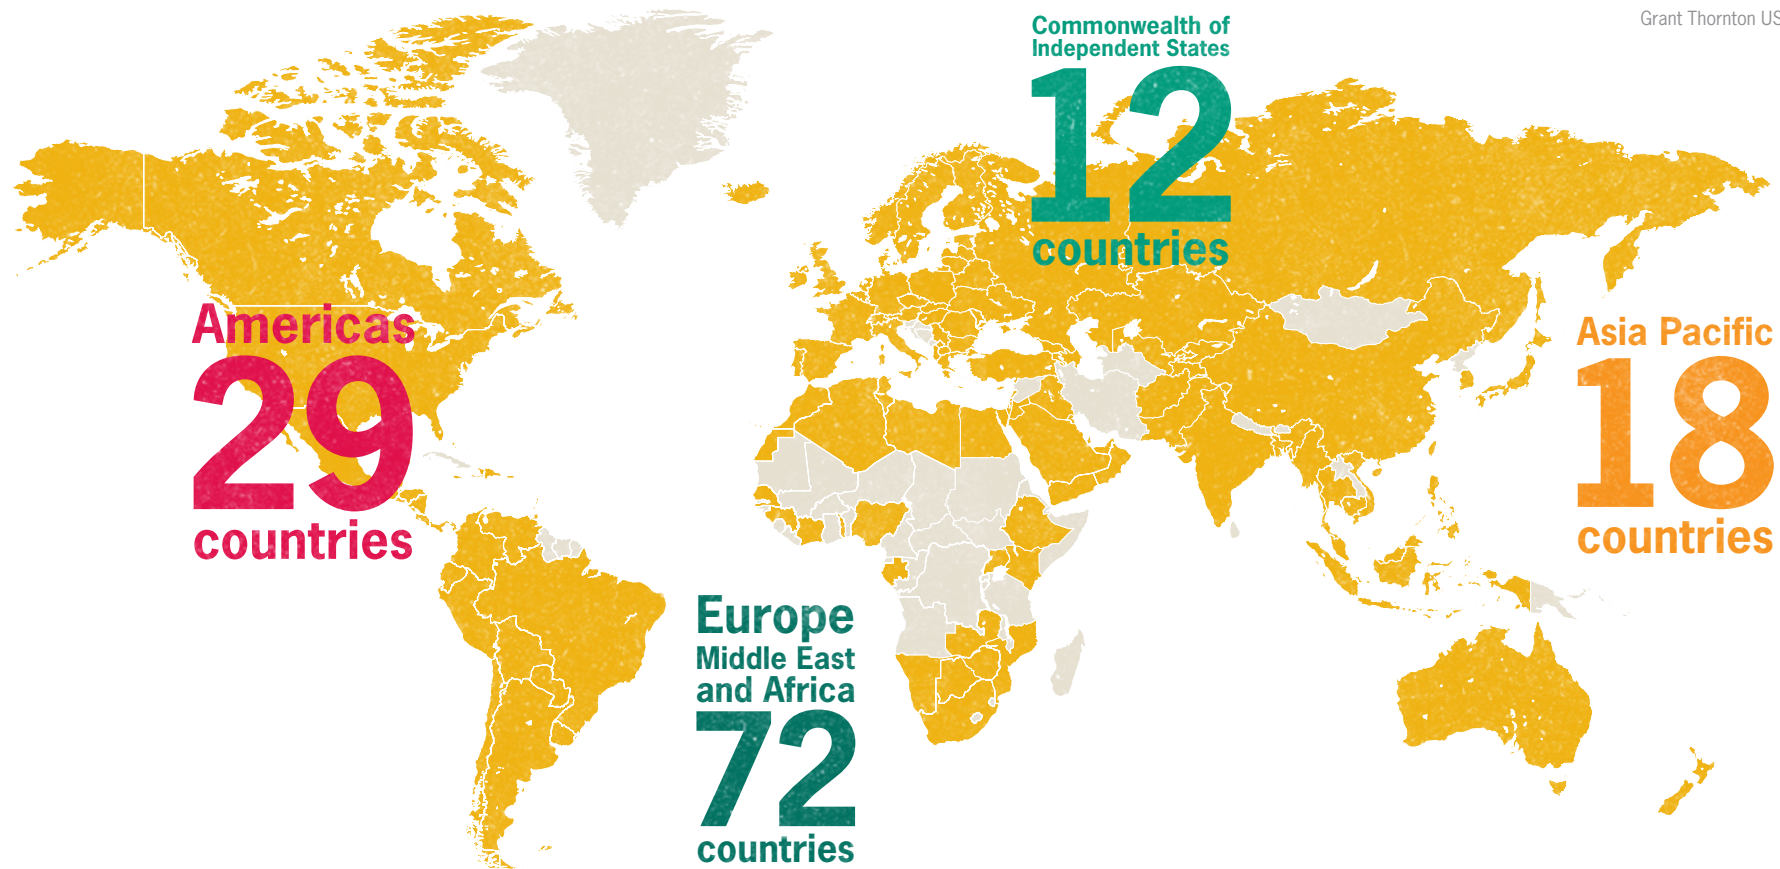 Commonwealth of
Independent States
12
countries
Grant Thornton US
Americas
29
countries
Asia Pacific
18
countries
Europe
Middle East
and Africa
72
countries